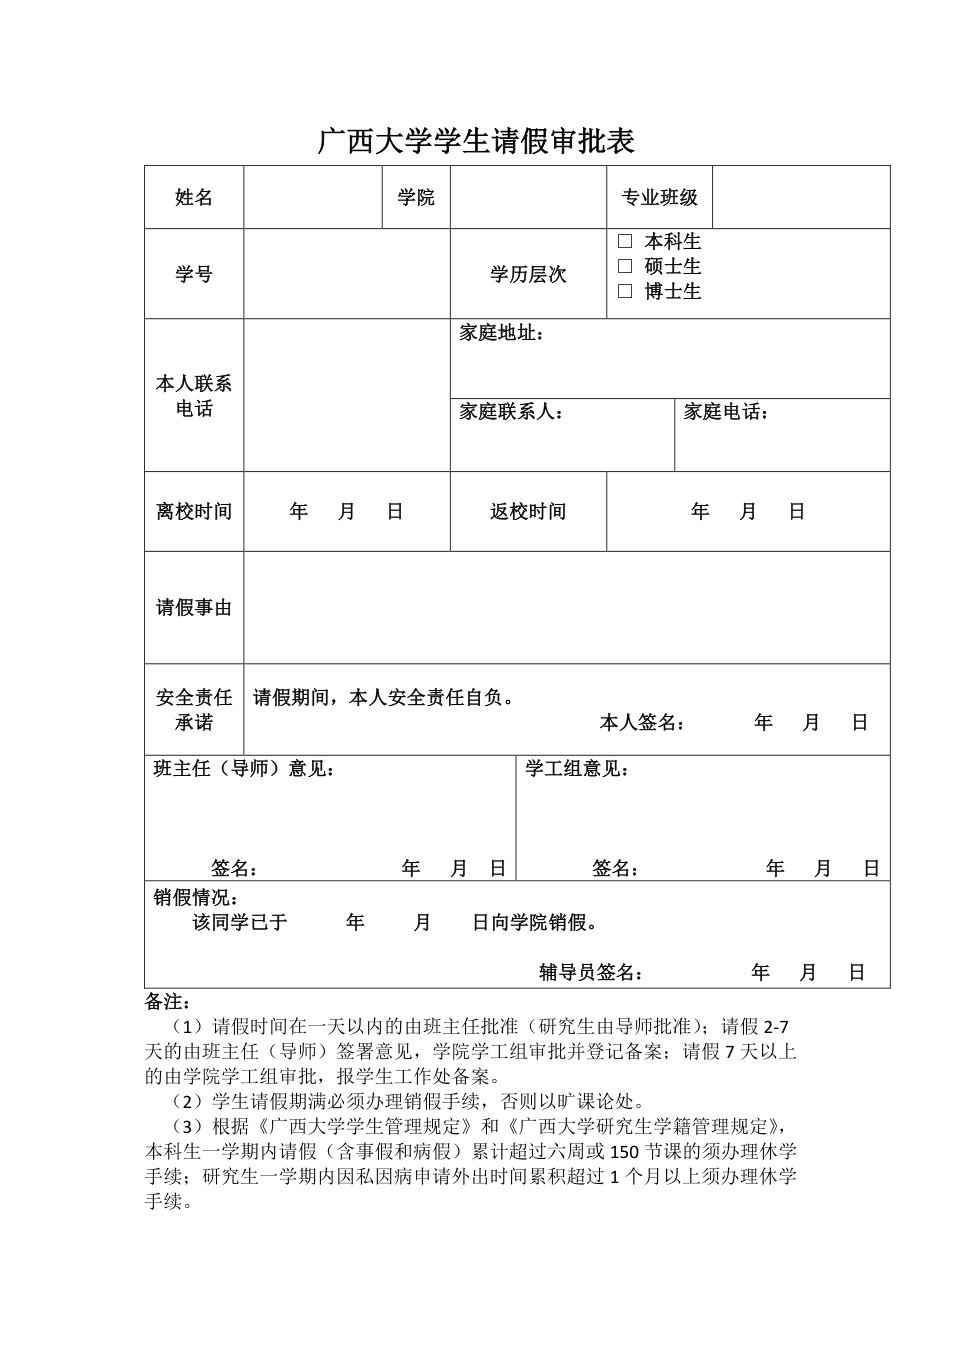 广西大学学生请假审批表
姓名 学院 专业班级
学号 学历层次 □ 本科生
□ 硕士生
□ 博士生
本人联系
电话
家庭地址：
家庭联系人： 家庭电话：
离校时间 年 月 日 返校时间 年 月 日
请假事由
安全责任
承诺
请假期间，本人安全责任自负。
本人签名： 年 月 日
班主任（导师）意见： 学工组意见：
签名： 年 月 日 签名： 年 月 日
销假情况：
该同学已于 年 月 日向学院销假。
辅导员签名： 年 月 日
备注：
（1）请假时间在一天以内的由班主任批准（研究生由导师批准）；请假 2-7
天的由班主任（导师）签署意见，学院学工组审批并登记备案；请假 7 天以上
的由学院学工组审批，报学生工作处备案。
（2）学生请假期满必须办理销假手续，否则以旷课论处。
（3）根据《广西大学学生管理规定》和《广西大学研究生学籍管理规定》，
本科生一学期内请假（含事假和病假）累计超过六周或 150 节课的须办理休学
手续；研究生一学期内因私因病申请外出时间累积超过 1 个月以上须办理休学
手续。